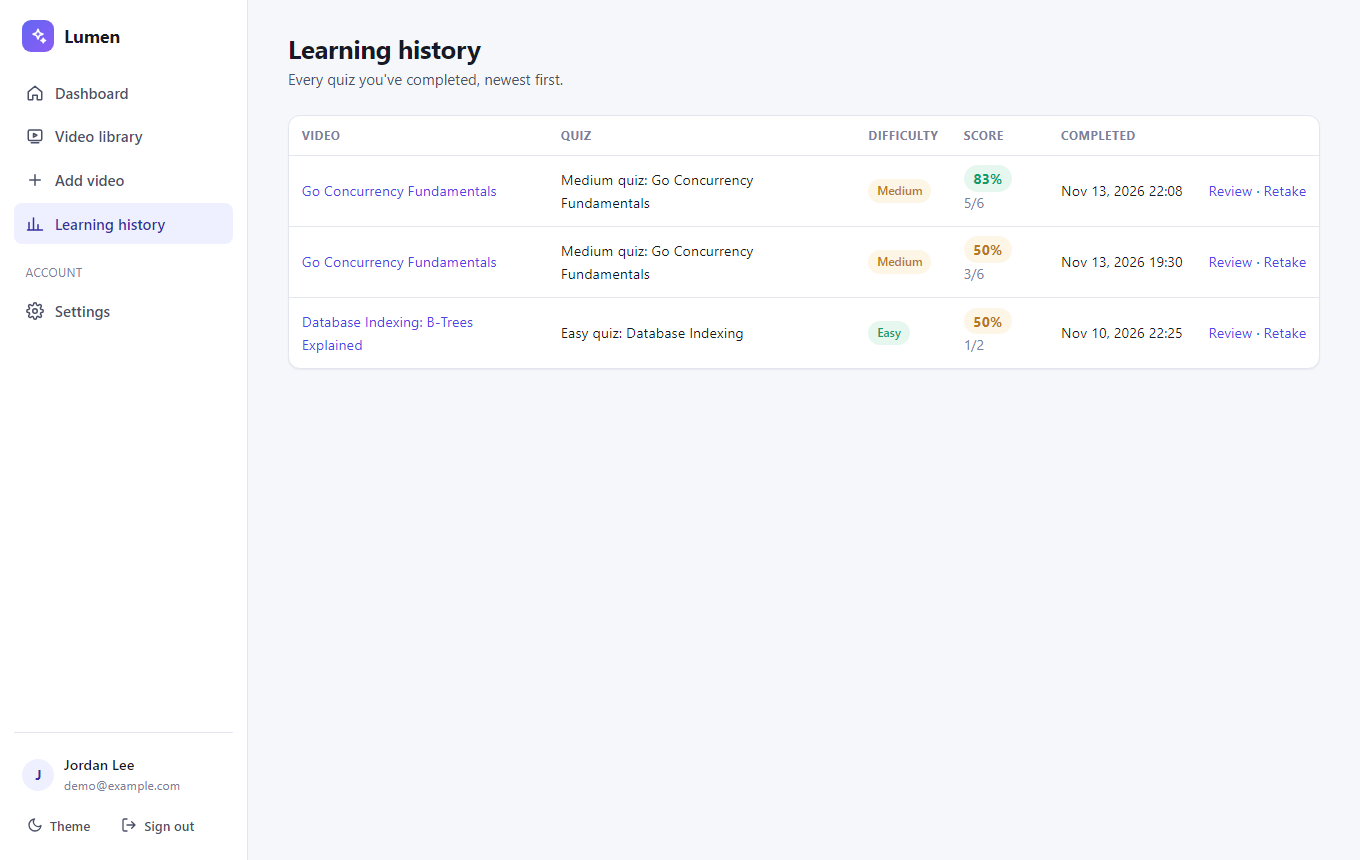 Lumen
Dashboard
Video library
Add video
Learning history
ACCOUNT
Settings
Jordan Lee
J
demo@example.com
Theme
Sign out
Learning history
Every quiz you've completed, newest first.
VIDEO QUIZ DIFFICULTY SCORE COMPLETED
Go Concurrency Fundamentals
Medium quiz: Go Concurrency
Fundamentals
Medium
83%
5/6
Nov 13, 2026 22:08
Review · Retake
Go Concurrency Fundamentals
Medium quiz: Go Concurrency
Fundamentals
Medium
50%
3/6
Nov 13, 2026 19:30
Review · Retake
Database Indexing: B-Trees
Explained
Easy quiz: Database Indexing
Easy
50%
1/2
Nov 10, 2026 22:25
Review · Retake